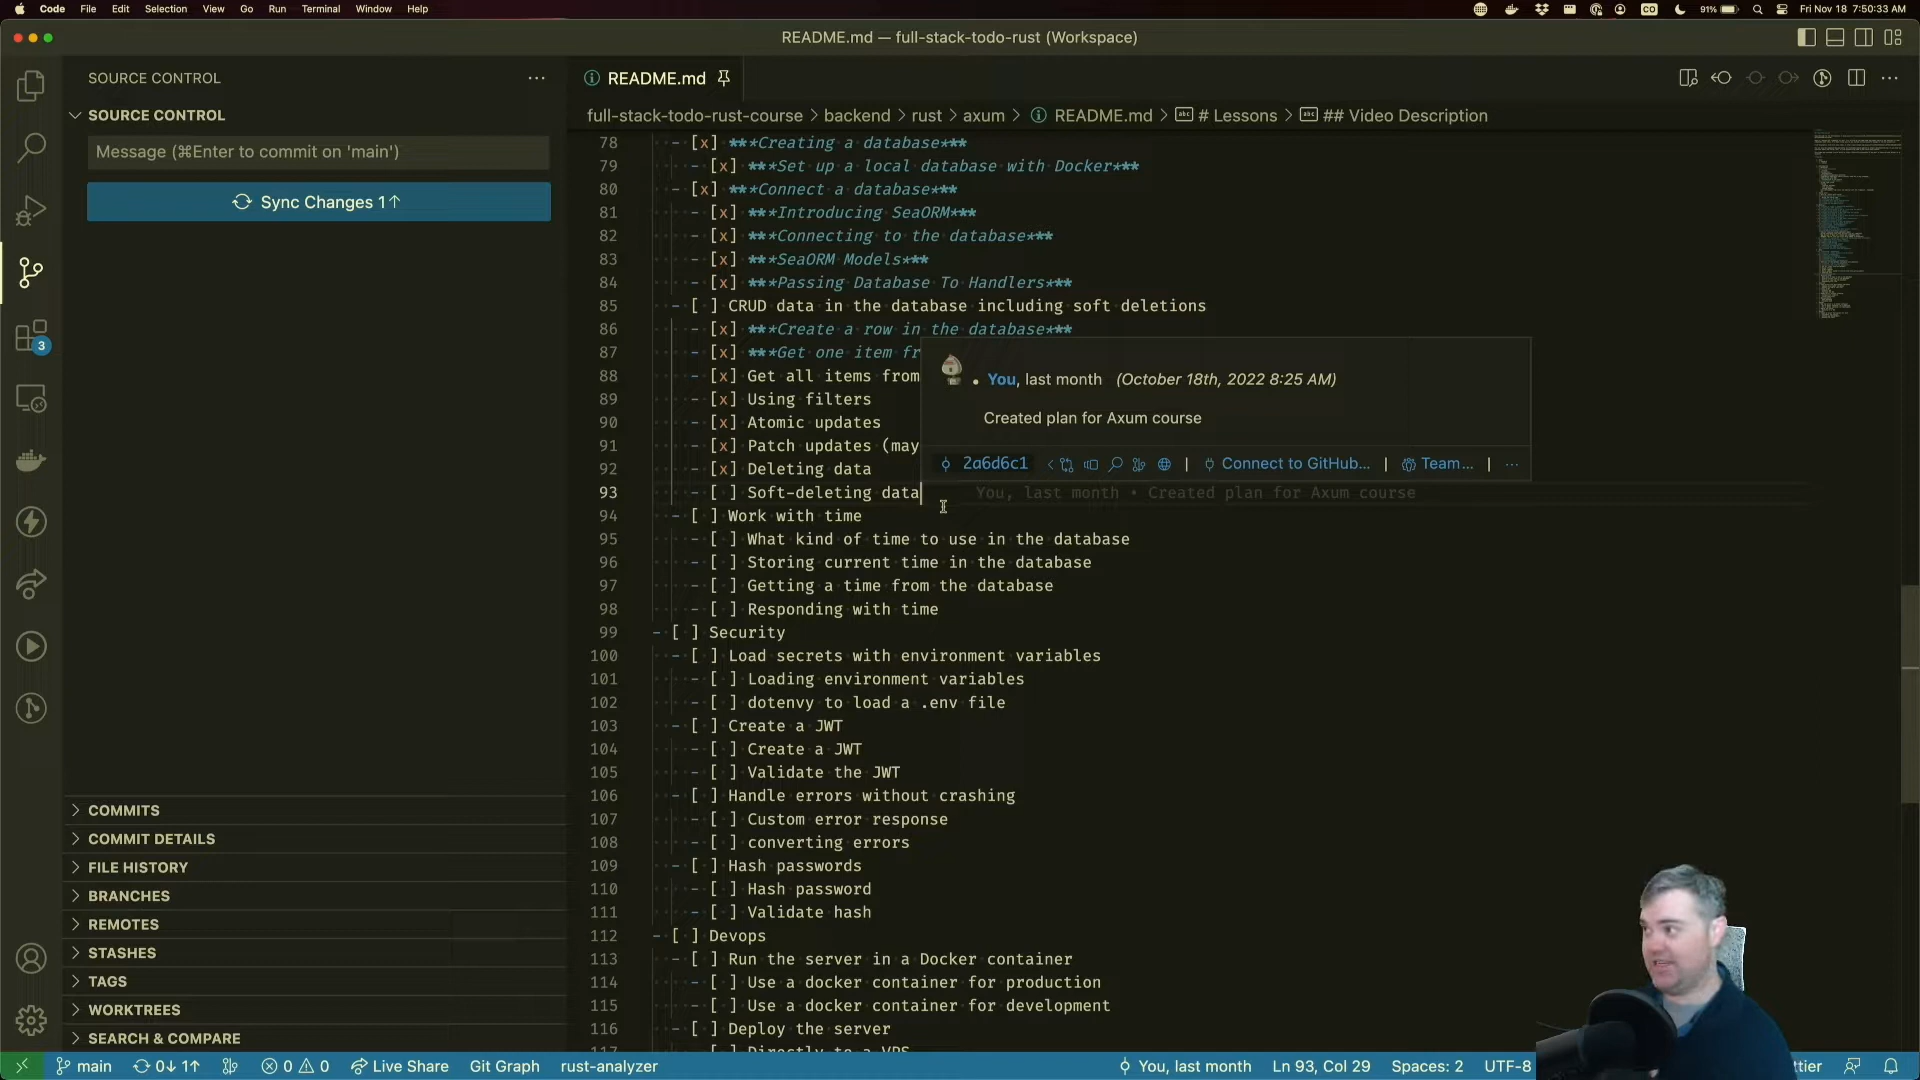 Code File Edit Selection View Go Run Terminal Window Help
CO 91% Fri Nov 18 7:50:33 AM
README.md — full-stack-todo-rust (Workspace)
SOURCE CONTROL ···
SOURCE CONTROL
Message (⌘Enter to commit on 'main')
Sync Changes 1↑
3
COMMITS
COMMIT DETAILS
FILE HISTORY
BRANCHES
REMOTES
STASHES
TAGS
WORKTREES
SEARCH & COMPARE
README.md
full-stack-todo-rust-course > backend > rust > axum > README.md > # Lessons > ## Video Description
78 - [x] ***Creating a database***
79 - [x] ***Set up a local database with Docker***
80 - [x] ***Connect a database***
81 - [x] ***Introducing SeaORM***
82 - [x] ***Connecting to the database***
83 - [x] ***SeaORM Models***
84 - [x] ***Passing Database To Handlers***
85 - [ ] CRUD data in the database including soft deletions
86 - [x] ***Create a row in the database***
87 - [x] ***Get one item fr
88 - [x] Get all items from
89 - [x] Using filters
90 - [x] Atomic updates
91 - [x] Patch updates (may
92 - [x] Deleting data
93 - [ ] Soft-deleting data You, last month • Created plan for Axum course
94 - [ ] Work with time
95 - [ ] What kind of time to use in the database
96 - [ ] Storing current time in the database
97 - [ ] Getting a time from the database
98 - [ ] Responding with time
99 - [ ] Security
100 - [ ] Load secrets with environment variables
101 - [ ] Loading environment variables
102 - [ ] dotenvy to load a .env file
103 - [ ] Create a JWT
104 - [ ] Create a JWT
105 - [ ] Validate the JWT
106 - [ ] Handle errors without crashing
107 - [ ] Custom error response
108 - [ ] converting errors
109 - [ ] Hash passwords
110 - [ ] Hash password
111 - [ ] Validate hash
112 - [ ] Devops
113 - [ ] Run the server in a Docker container
114 - [ ] Use a docker container for production
115 - [ ] Use a docker container for development
116 - [ ] Deploy the server
117 - [ ] Directly to a VPS
You, last month (October 18th, 2022 8:25 AM)
Created plan for Axum course
2a6d6c1 | Connect to GitHub... | Team... | ···
main 0↓ 1↑ 0 0 Live Share Git Graph rust-analyzer You, last month Ln 93, Col 29 Spaces: 2 UTF-8 ttier